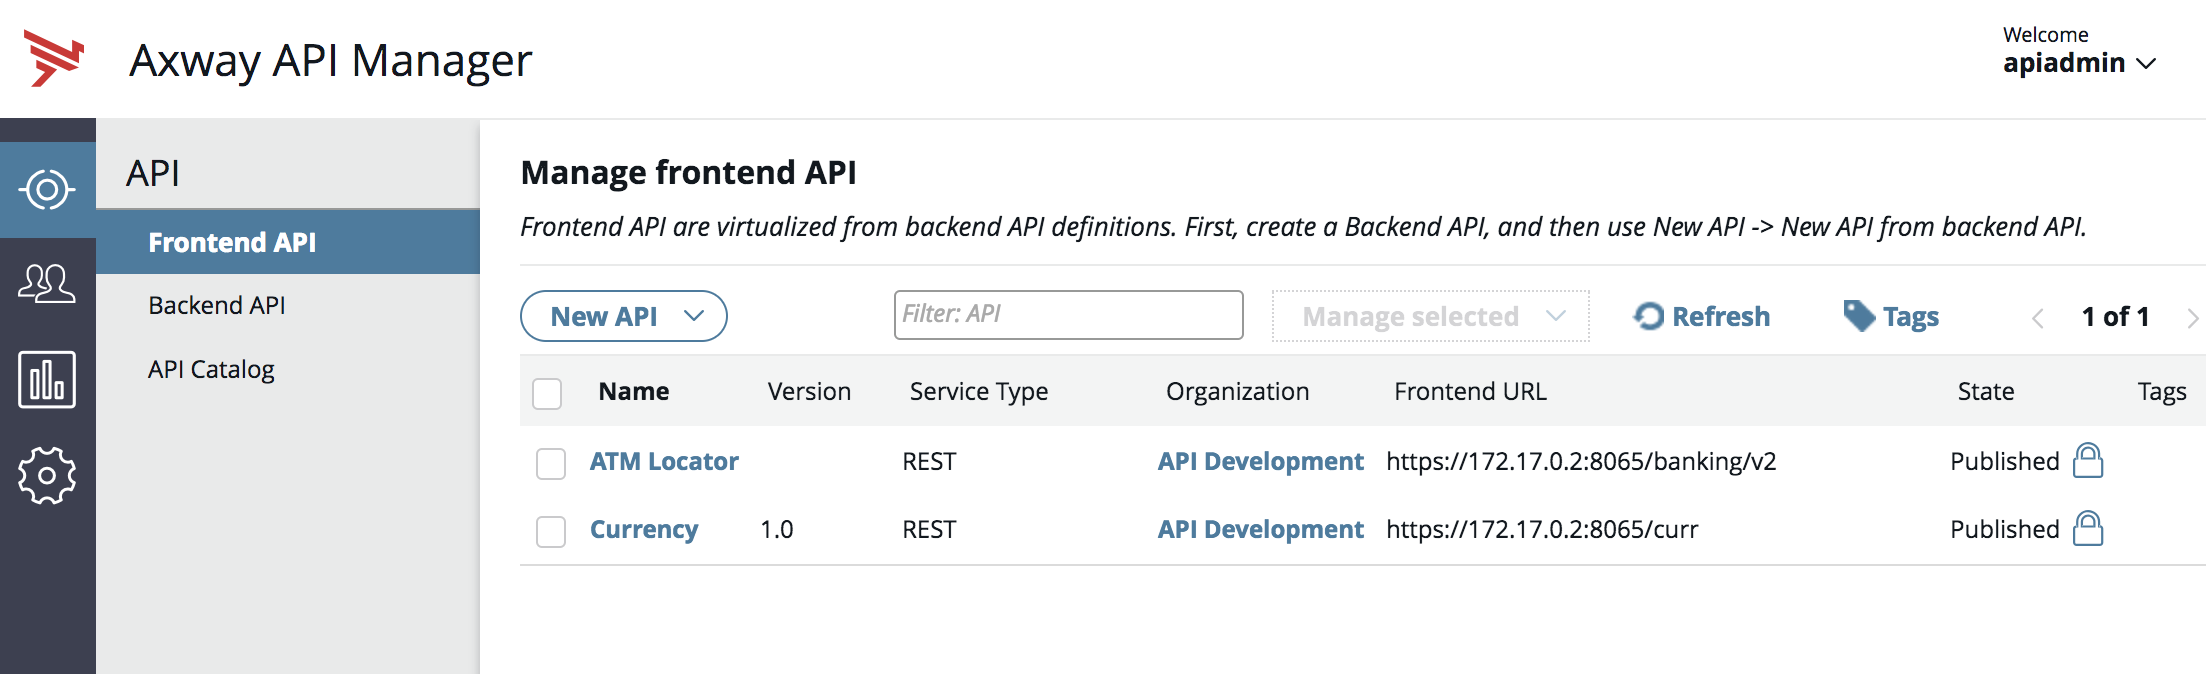 Axway API Manager
Welcome
apiadmin
API
Frontend API
Backend API
API Catalog
Manage frontend API
Frontend API are virtualized from backend API definitions. First, create a Backend API, and then use New API -> New API from backend API.
New API
Filter: API
Manage selected
Refresh
Tags
1 of 1
Name Version Service Type Organization Frontend URL State Tags
ATM Locator REST API Development https://172.17.0.2:8065/banking/v2 Published
Currency 1.0 REST API Development https://172.17.0.2:8065/curr Published